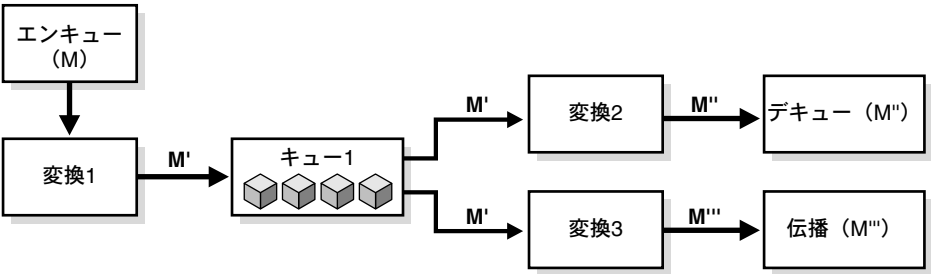 エンキュー
（M）
変換1
M'
キュー1
M'
変換2
M''
デキュー（M"）
M'
変換3
M'''
伝播（M'''）